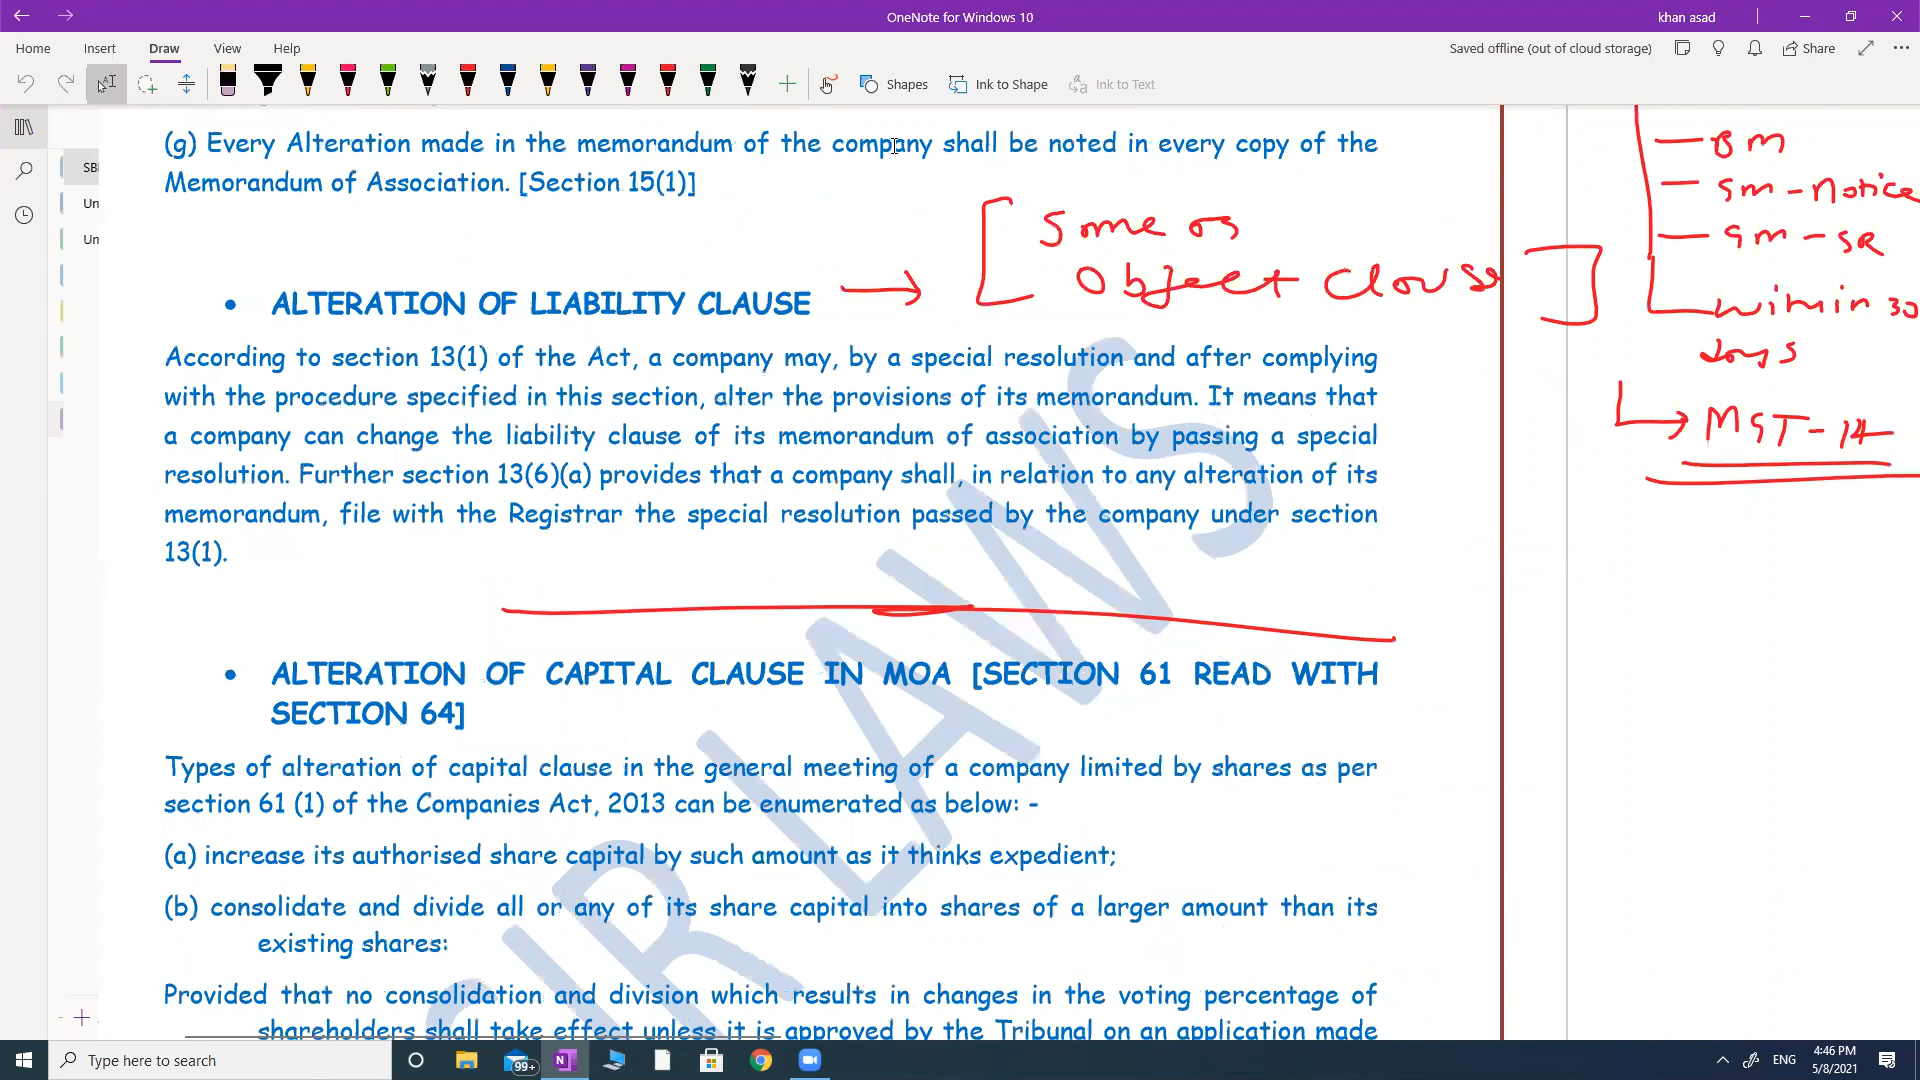 OneNote for Windows 10
khan asad
Home Insert Draw View Help
Saved offline (out of cloud storage)
Share
Shapes
Ink to Shape
Ink to Text
SBI
Un
Un
(g) Every Alteration made in the memorandum of the company shall be noted in every copy of the
Memorandum of Association. [Section 15(1)]
Some as
Object Clause
• ALTERATION OF LIABILITY CLAUSE
According to section 13(1) of the Act, a company may, by a special resolution and after complying
with the procedure specified in this section, alter the provisions of its memorandum. It means that
a company can change the liability clause of its memorandum of association by passing a special
resolution. Further section 13(6)(a) provides that a company shall, in relation to any alteration of its
memorandum, file with the Registrar the special resolution passed by the company under section
13(1).
• ALTERATION OF CAPITAL CLAUSE IN MOA [SECTION 61 READ WITH
SECTION 64]
Types of alteration of capital clause in the general meeting of a company limited by shares as per
section 61 (1) of the Companies Act, 2013 can be enumerated as below: -
(a) increase its authorised share capital by such amount as it thinks expedient;
(b) consolidate and divide all or any of its share capital into shares of a larger amount than its
existing shares:
Provided that no consolidation and division which results in changes in the voting percentage of
shareholders shall take effect unless it is approved by the Tribunal on an application made
BM
GM - Notice
GM - SR
Within 30
days
MGT - 14
SIR LAWS
Type here to search
99+
ENG
4:46 PM
5/8/2021